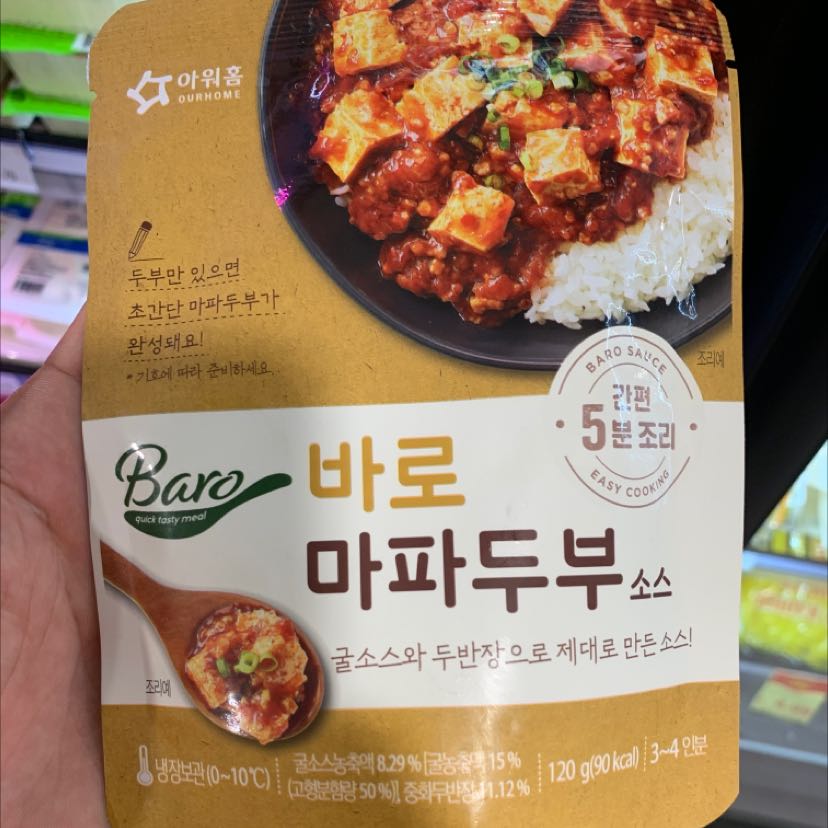 아워홈
OURHOME
두부만 있으면
초간단 마파두부가
완성돼요!
* 기호에 따라 준비하세요.
조리예
BARO SAUCE
간편
5분 조리
EASY COOKING
Baro
quick tasty meal
바로
마파두부 소스
굴소스와 두반장으로 제대로 만든 소스!
조리예
냉장보관 (0~10℃)
굴소스농축액 8.29 % [굴농축액 15 %
(고형분함량 50 %)], 중화두반장 11.12 %
120 g(90 kcal)
3~4 인분